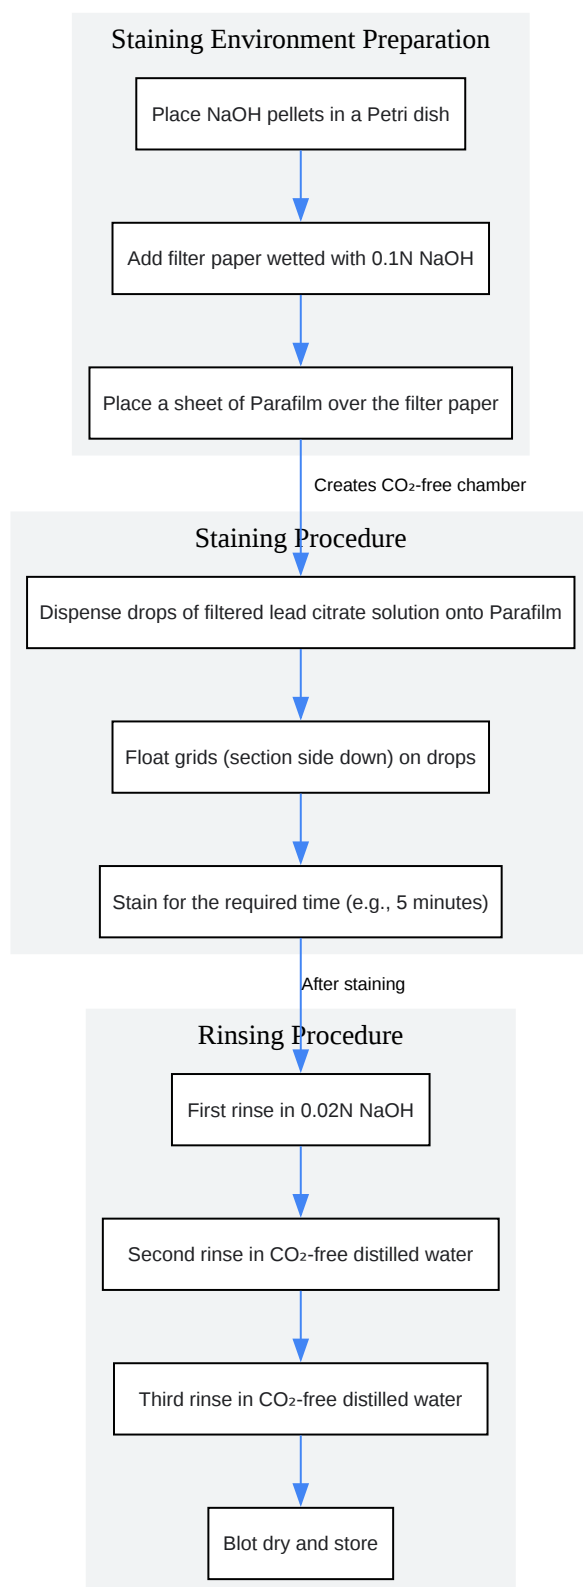 Staining Environment Preparation
Place NaOH pellets in a Petri dish
Add filter paper wetted with 0.1N NaOH
Place a sheet of Parafilm over the filter paper
Creates CO₂-free chamber
Staining Procedure
Dispense drops of filtered lead citrate solution onto Parafilm
Float grids (section side down) on drops
Stain for the required time (e.g., 5 minutes)
After staining
Rinsing Procedure
First rinse in 0.02N NaOH
Second rinse in CO₂-free distilled water
Third rinse in CO₂-free distilled water
Blot dry and store